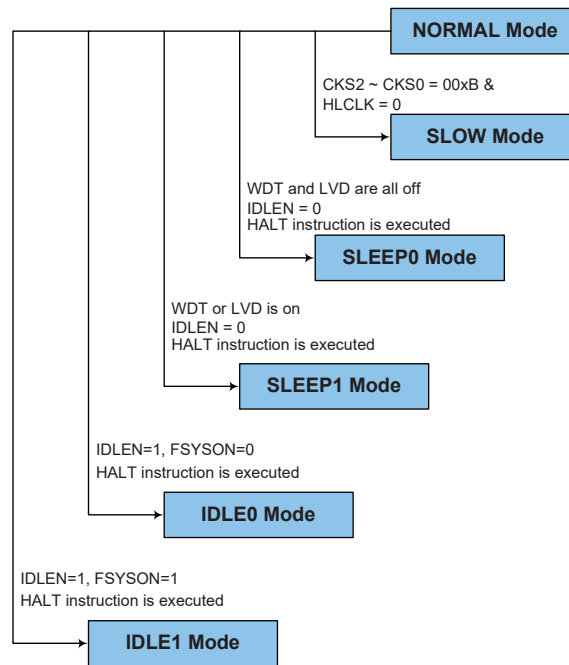 NORMAL Mode
CKS2 ~ CKS0 = 00xB &
HLCLK = 0
SLOW Mode
WDT and LVD are all off
IDLEN = 0
HALT instruction is executed
SLEEP0 Mode
WDT or LVD is on
IDLEN = 0
HALT instruction is executed
SLEEP1 Mode
IDLEN=1, FSYSON=0
HALT instruction is executed
IDLE0 Mode
IDLEN=1, FSYSON=1
HALT instruction is executed
IDLE1 Mode